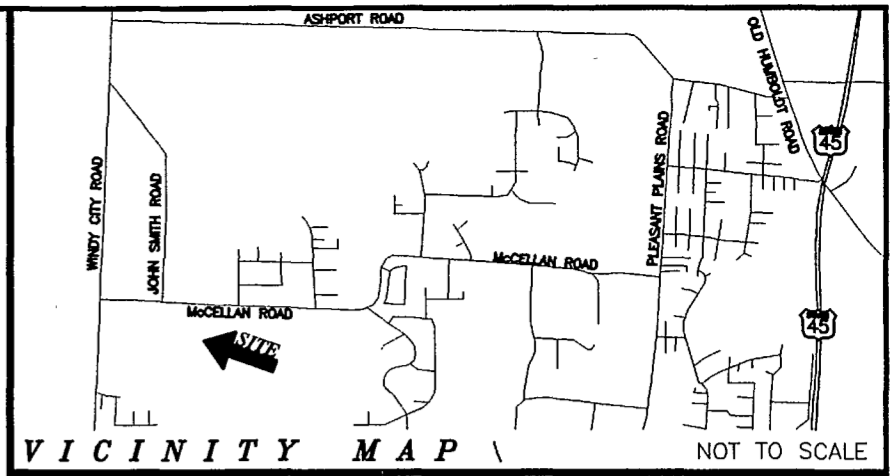 ASHPORT ROAD
OLD HUMBOLDT ROAD
45
WINDY CITY ROAD
JOHN SMITH ROAD
PLEASANT PLAINS ROAD
McCELLAN ROAD
McCELLAN ROAD
45
SITE
VICINITY MAP
NOT TO SCALE